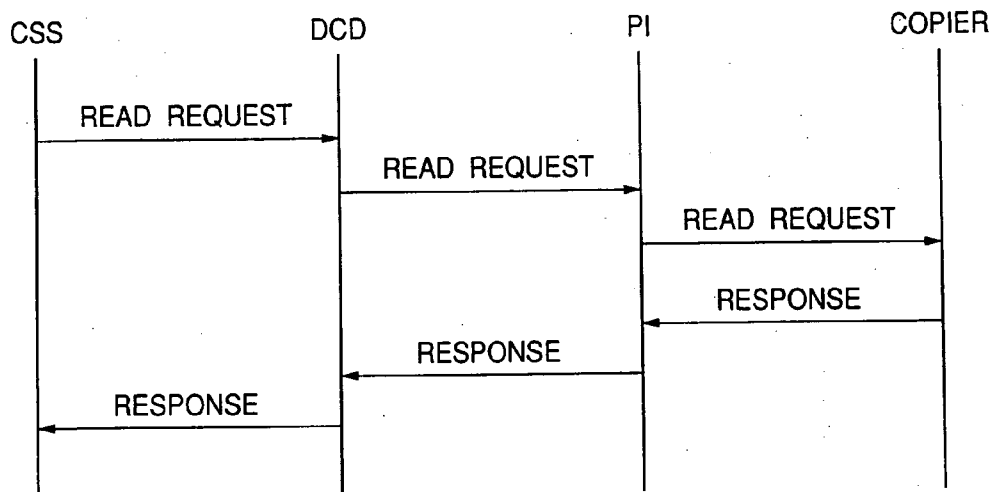 CSS DCD PI COPIER
READ REQUEST
READ REQUEST
READ REQUEST
RESPONSE
RESPONSE
RESPONSE